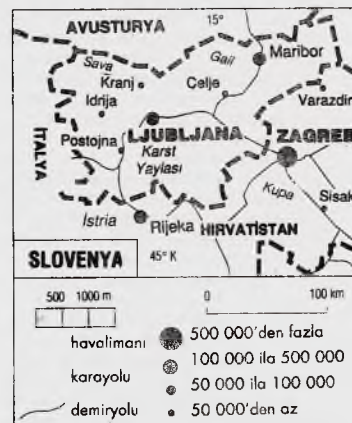 AVUSTURYA
15°
Gail
Maribor
Sava
Kranj
Celje
Idrija
Varazdin
İTALYA
LJUBLJANA
ZAGREB
Postojna
Karst
Yaylası
Kupa
Sisak
İstria
Rijeka
HIRVATİSTAN
SLOVENYA
45° K
500 1000 m
0 100 km
havalimanı
500 000'den fazla
100 000 ila 500 000
karayolu
50 000 ila 100 000
demiryolu
50 000'den az